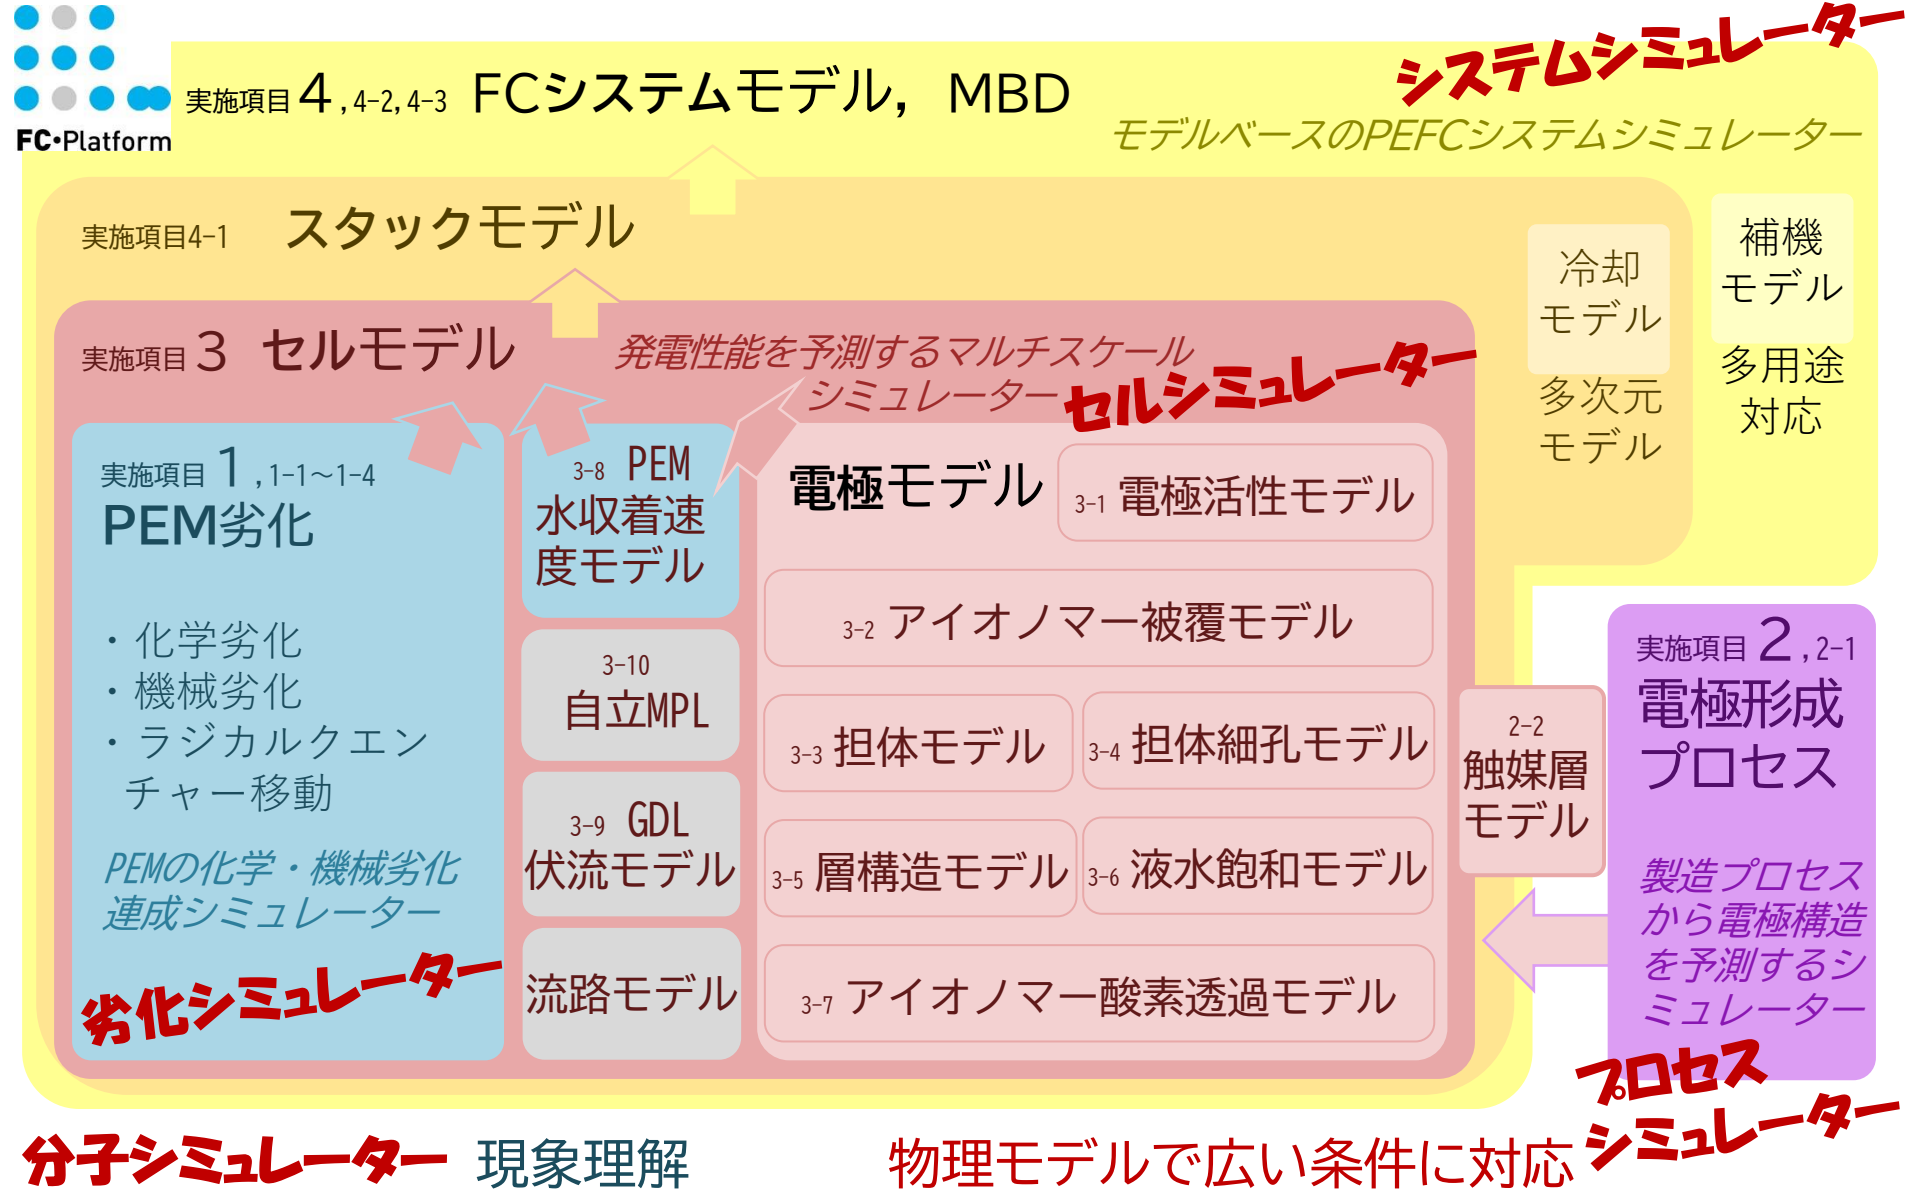 FC•Platform
実施項目4,4-2,4-3 FCシステムモデル，MBD
システムシミュレーター
モデルベースのPEFCシステムシミュレーター
実施項目4-1 スタックモデル
冷却
モデル
多次元
モデル
補機
モデル
多用途
対応
実施項目3 セルモデル
発電性能を予測するマルチスケール
シミュレーター
セルシミュレーター
実施項目1,1-1～1-4
PEM劣化
・化学劣化
・機械劣化
・ラジカルクエン
チャー移動
PEMの化学・機械劣化
連成シミュレーター
劣化シミュレーター
3-8 PEM
水収着速
度モデル
3-10
自立MPL
3-9 GDL
伏流モデル
流路モデル
電極モデル
3-1 電極活性モデル
3-2 アイオノマー被覆モデル
3-3 担体モデル
3-4 担体細孔モデル
3-5 層構造モデル
3-6 液水飽和モデル
3-7 アイオノマー酸素透過モデル
2-2
触媒層
モデル
実施項目2,2-1
電極形成
プロセス
製造プロセス
から電極構造
を予測するシ
ミュレーター
プロセス
シミュレーター
分子シミュレーター 現象理解
物理モデルで広い条件に対応